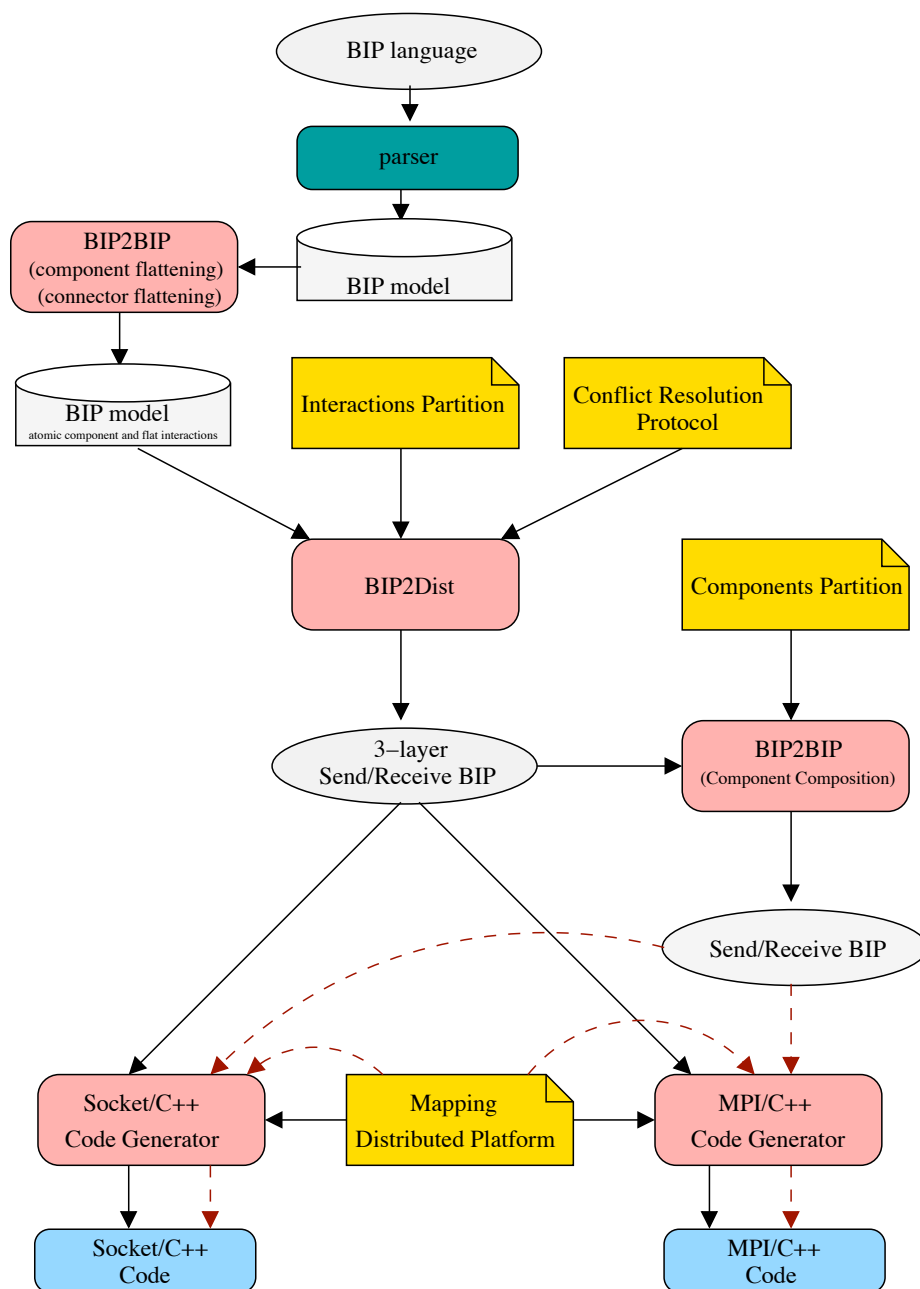 BIP language
parser
BIP2BIP
(component flattening)
(connector flattening)
BIP model
BIP model
atomic component and flat interactions
Interactions Partition
Conflict Resolution
Protocol
BIP2Dist
Components Partition
3−layer
Send/Receive BIP
BIP2BIP
(Component Composition)
Send/Receive BIP
Socket/C++
Code Generator
Mapping
Distributed Platform
MPI/C++
Code Generator
Socket/C++
Code
MPI/C++
Code